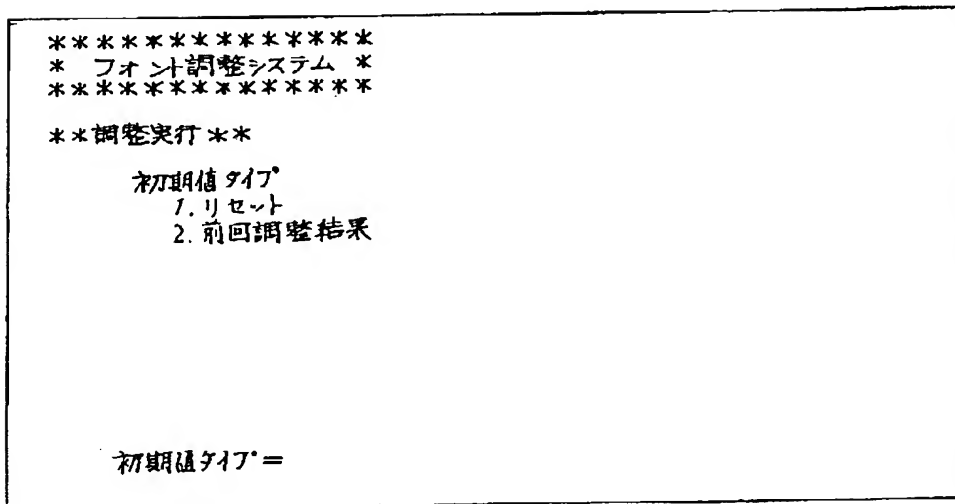 **************
* フォント調整システム *
**************
**調整実行**
初期値タイプ
1. リセット
2. 前回調整結果
初期値タイプ=